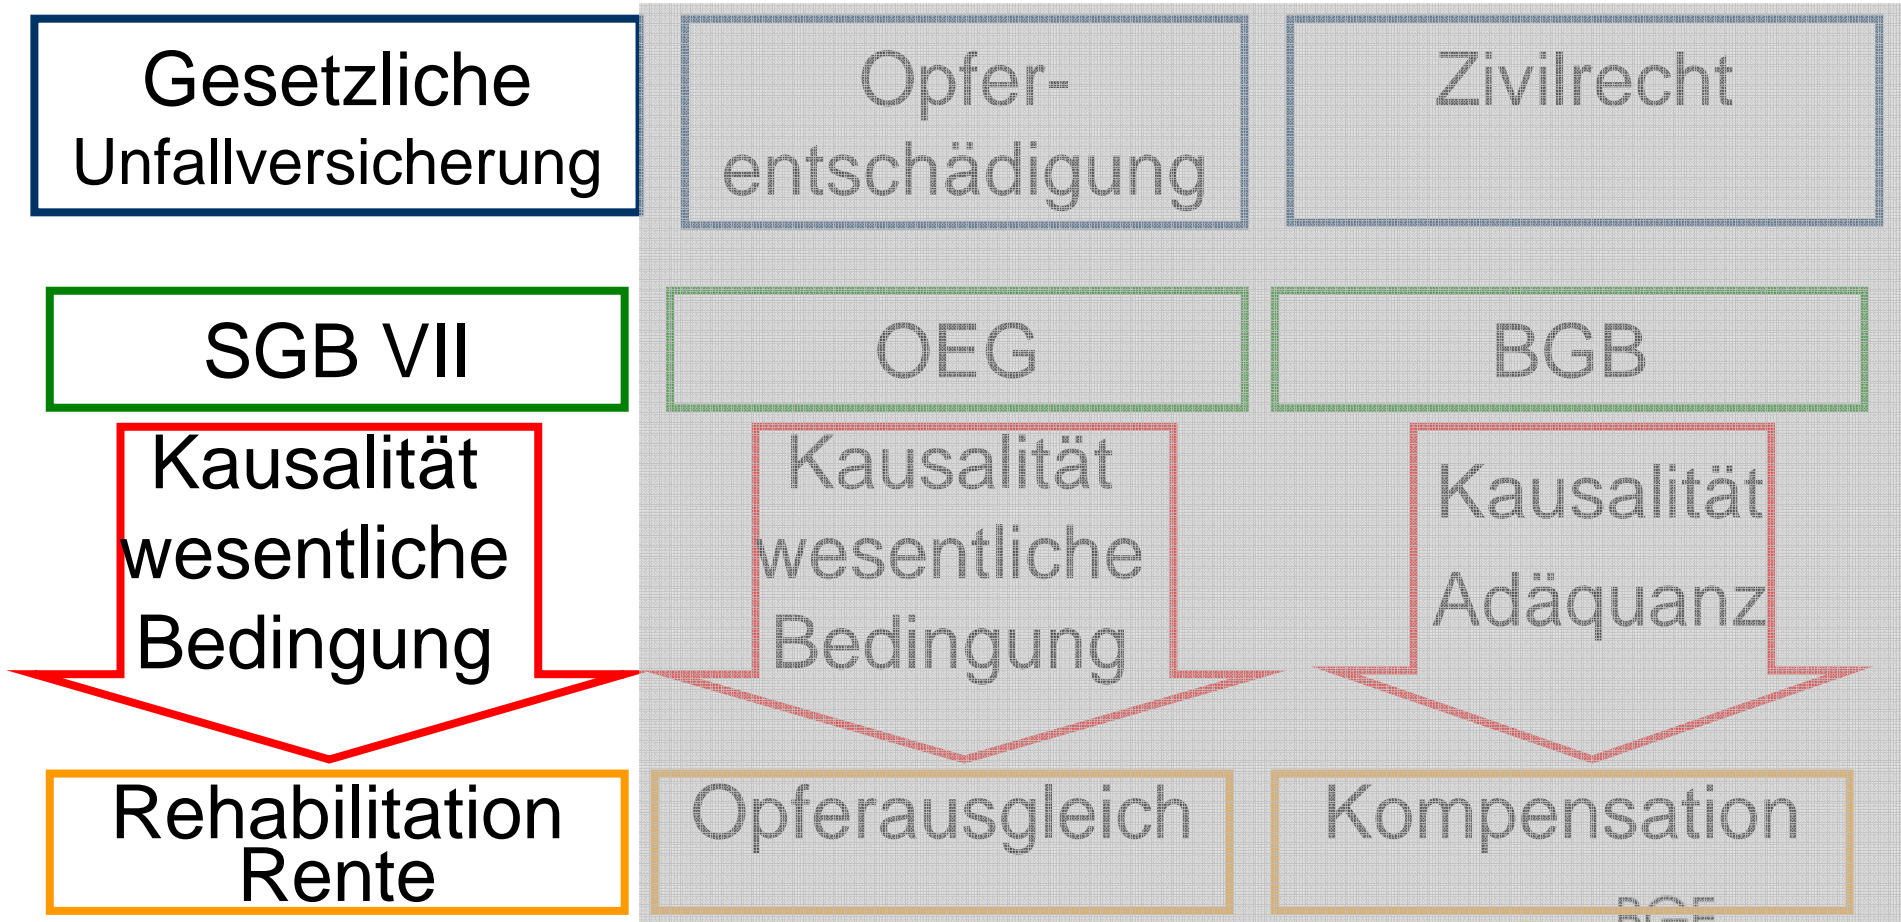 Gesetzliche
Unfallversicherung
Opfer-
entschädigung
Zivilrecht
SGB VII
OEG
BGB
Kausalität
wesentliche
Bedingung
Kausalität
wesentliche
Bedingung
Kausalität
Adäquanz
Rehabilitation
Rente
Opferausgleich
Kompensation